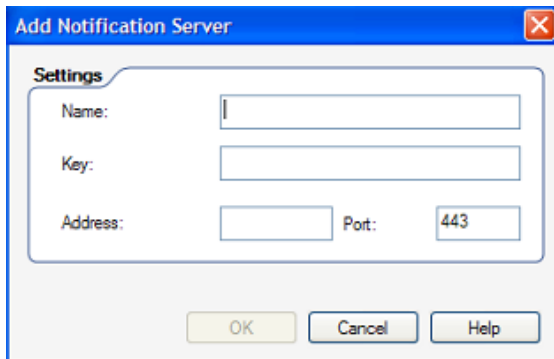 Add Notification Server
Settings
Name:
Key:
Address: Port: 443
OK Cancel Help